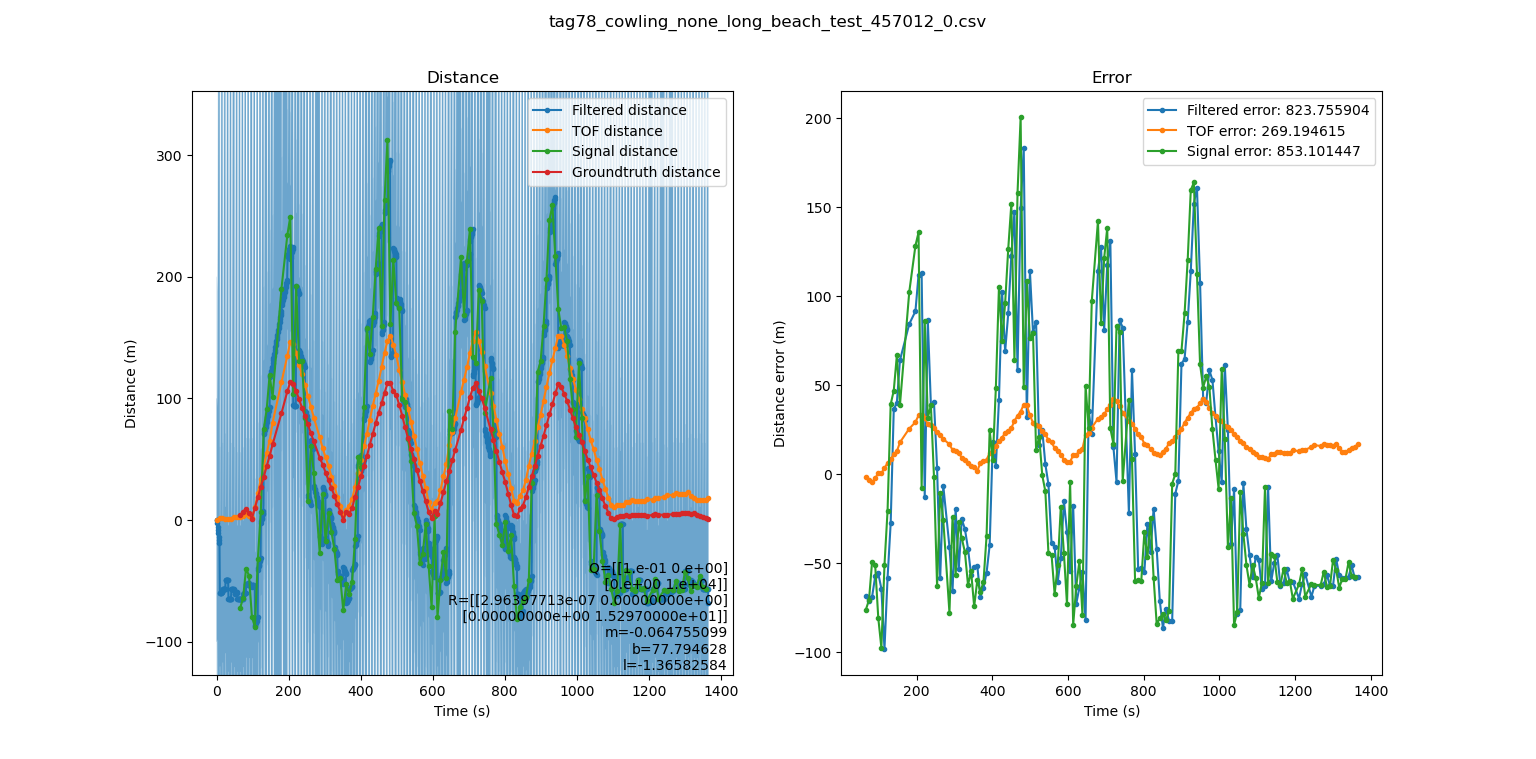 tag78_cowling_none_long_beach_test_457012_0.csv
Distance
Filtered distance
TOF distance
Signal distance
Groundtruth distance
Distance (m)
300
200
100
0
−100
Q=[[1.e-01 0.e+00]
[0.e+00 1.e+04]]
R=[[2.96397713e-07 0.00000000e+00]
[0.00000000e+00 1.52970000e+01]]
m=-0.064755099
b=77.794628
l=-1.36582584
0 200 400 600 800 1000 1200 1400
Time (s)
Error
Filtered error: 823.755904
TOF error: 269.194615
Signal error: 853.101447
Distance error (m)
200
150
100
50
0
−50
−100
200 400 600 800 1000 1200 1400
Time (s)